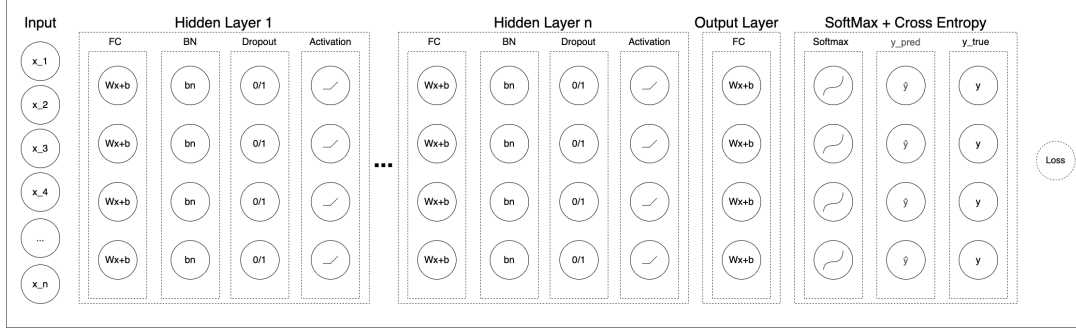 Input Hidden Layer 1 Hidden Layer n Output Layer SoftMax + Cross Entropy
FC BN Dropout Activation FC BN Dropout Activation FC Softmax y_pred y_true
x_1
Wx+b bn 0/1 Wx+b bn 0/1 Wx+b ŷ y
x_2
x_3
Wx+b bn 0/1 Wx+b bn 0/1 Wx+b ŷ y
... Loss
x_4
Wx+b bn 0/1 Wx+b bn 0/1 Wx+b ŷ y
...
Wx+b bn 0/1 Wx+b bn 0/1 Wx+b ŷ y
x_n